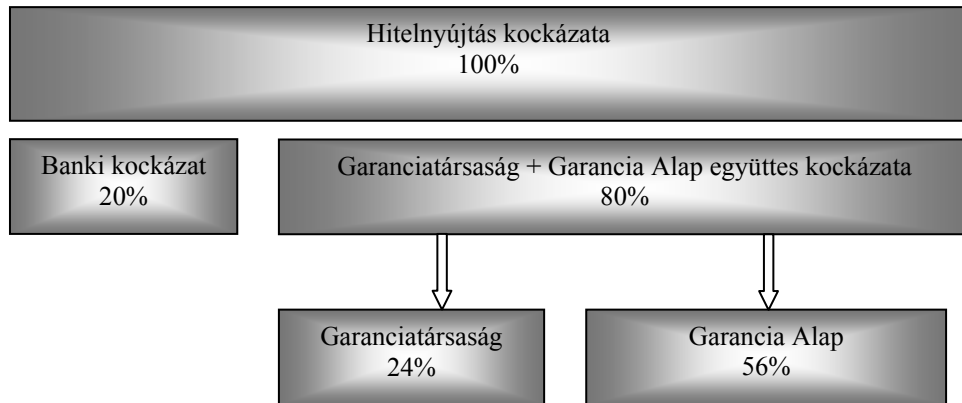 Hitelnyújtás kockázata
100%
Banki kockázat
20%
Garanciatársaság + Garancia Alap együttes kockázata
80%
Garanciatársaság
24%
Garancia Alap
56%